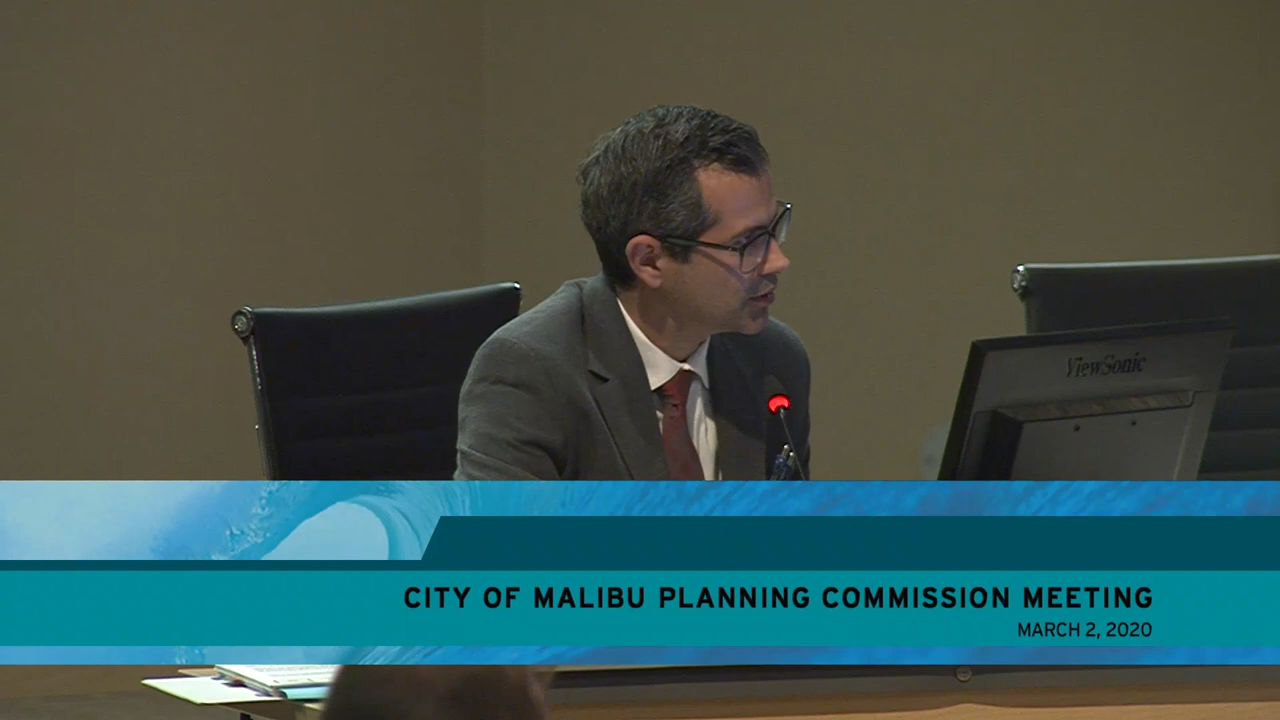 ViewSonic
CITY OF MALIBU PLANNING COMMISSION MEETING
MARCH 2, 2020